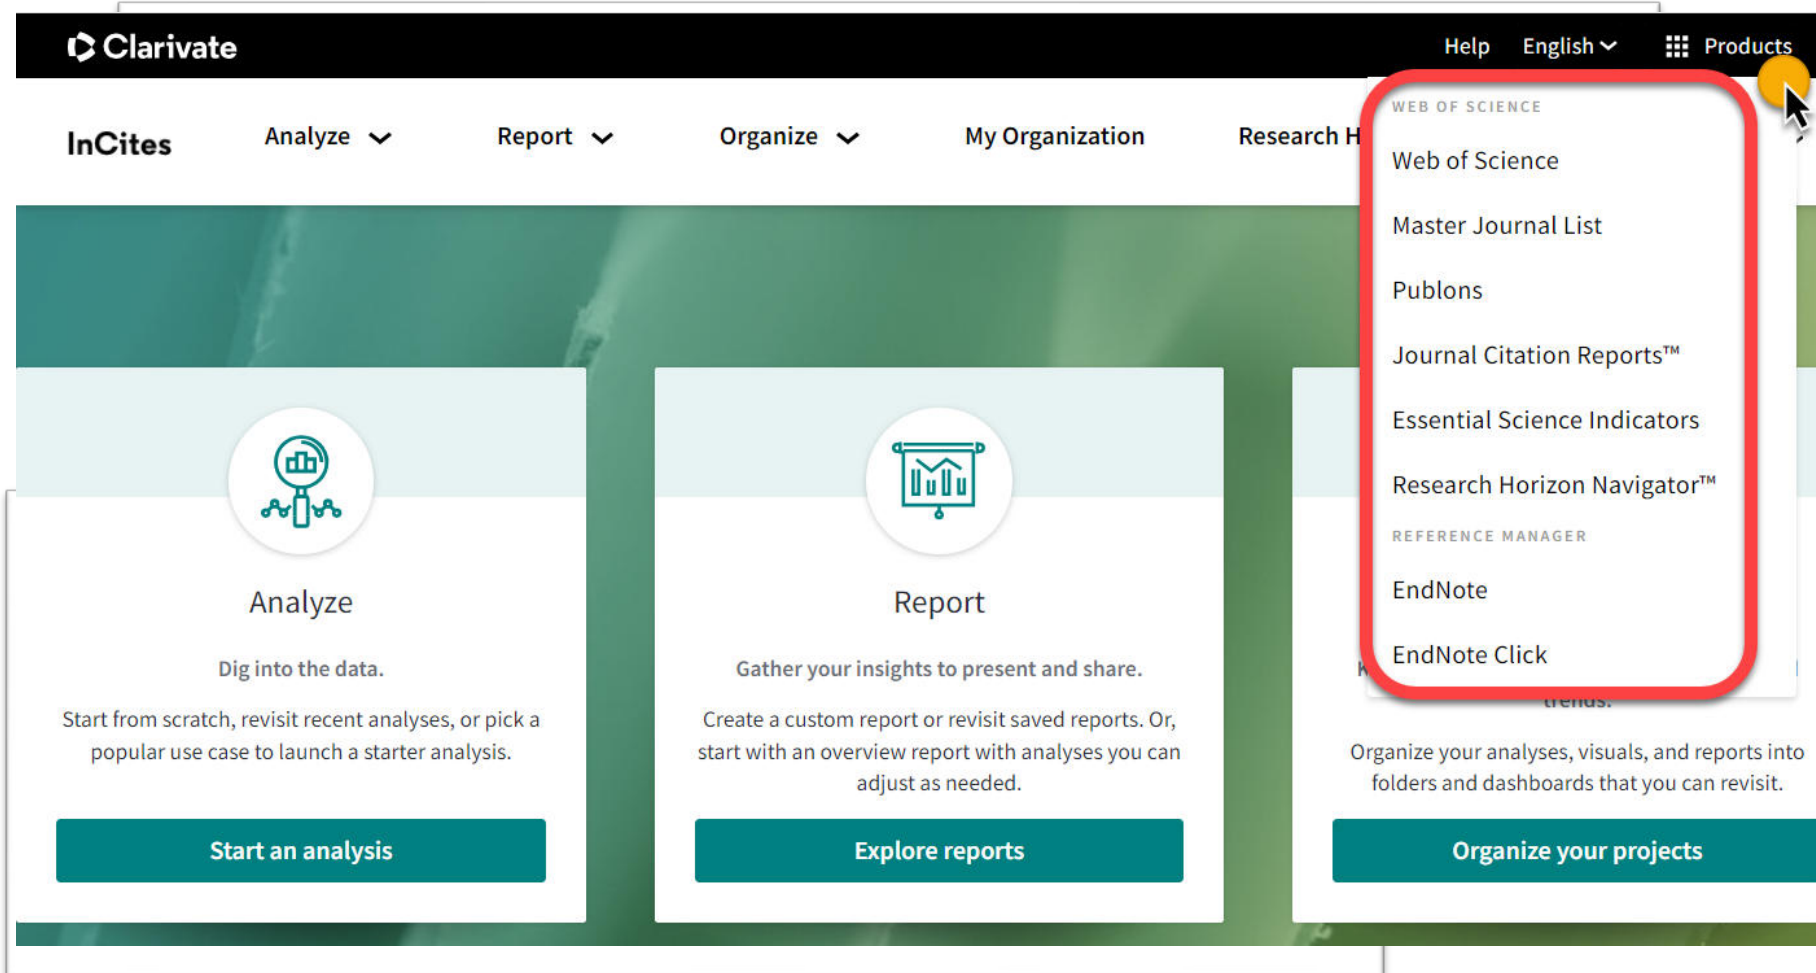 Clarivate
Help English Products
InCites Analyze Report Organize My Organization Research H
WEB OF SCIENCE
Web of Science
Master Journal List
Publons
Journal Citation Reports™
Essential Science Indicators
Research Horizon Navigator™
REFERENCE MANAGER
EndNote
EndNote Click
Analyze
Dig into the data.
Start from scratch, revisit recent analyses, or pick a
popular use case to launch a starter analysis.
Start an analysis
Report
Gather your insights to present and share.
Create a custom report or revisit saved reports. Or,
start with an overview report with analyses you can
adjust as needed.
Explore reports
trends.
Organize your analyses, visuals, and reports into
folders and dashboards that you can revisit.
Organize your projects